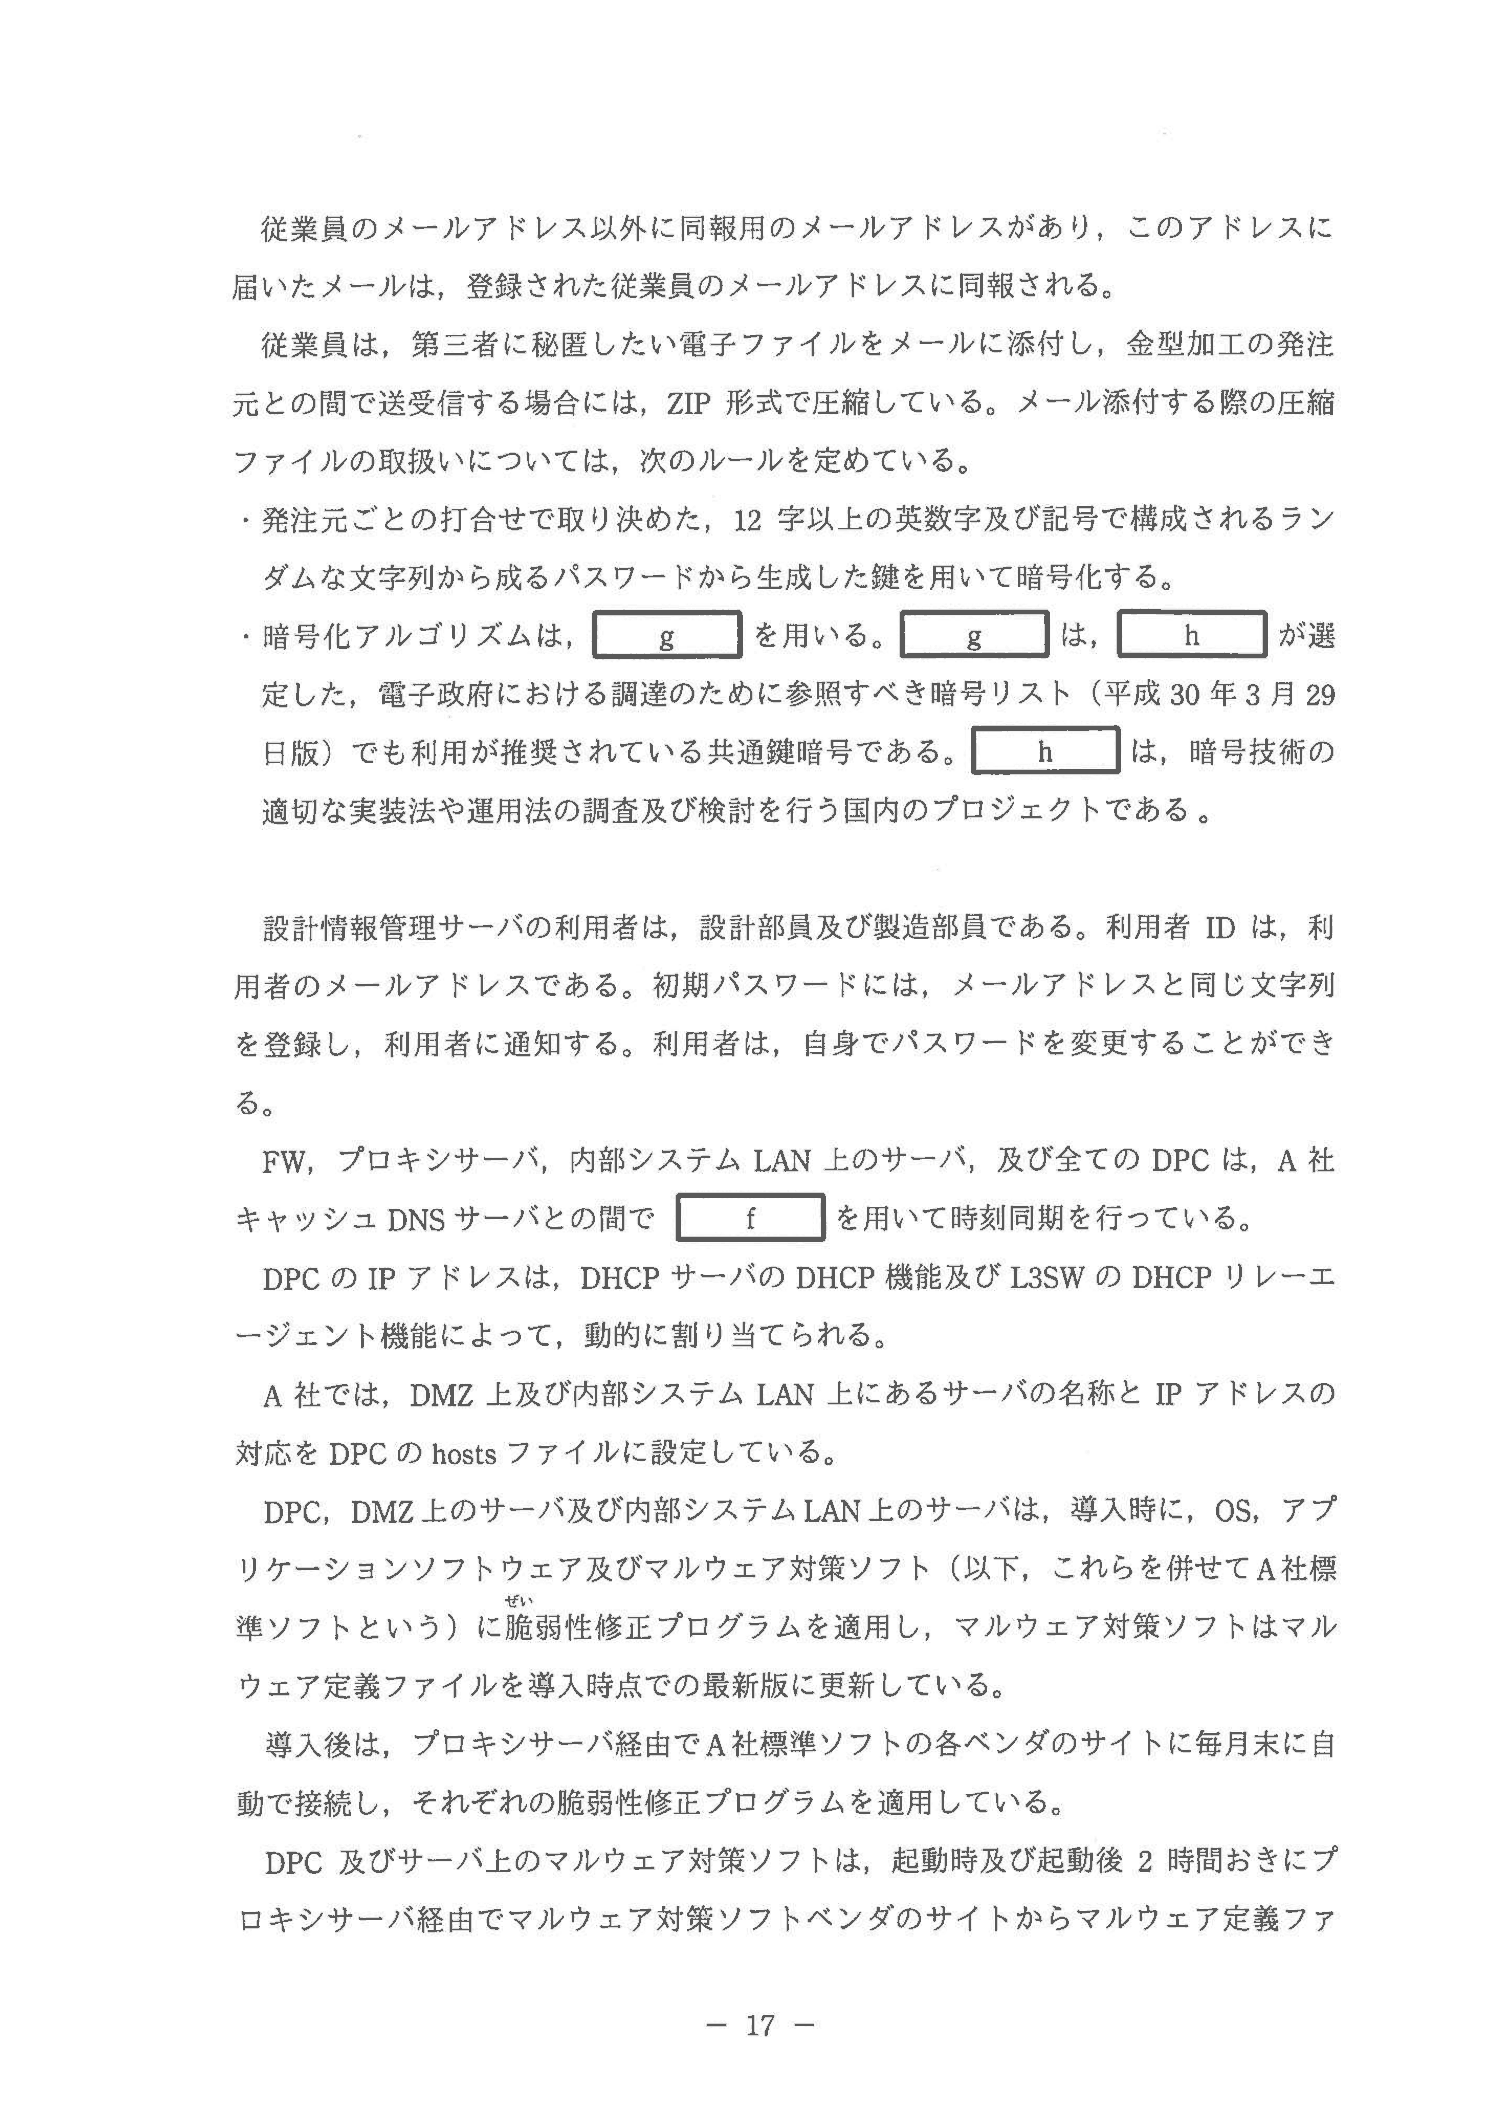 従業員のメールアドレス以外に同報用のメールアドレスがあり，このアドレスに
届いたメールは，登録された従業員のメールアドレスに同報される。
従業員は，第三者に秘匿したい電子ファイルをメールに添付し，金型加工の発注
元との間で送受信する場合には，ZIP 形式で圧縮している。メール添付する際の圧縮
ファイルの取扱いについては，次のルールを定めている。
・発注元ごとの打合せで取り決めた，12 字以上の英数字及び記号で構成されるラン
ダムな文字列から成るパスワードから生成した鍵を用いて暗号化する。
・暗号化アルゴリズムは， g を用いる。 g は， h が選
定した，電子政府における調達のために参照すべき暗号リスト（平成 30 年 3 月 29
日版）でも利用が推奨されている共通鍵暗号である。 h は，暗号技術の
適切な実装法や運用法の調査及び検討を行う国内のプロジェクトである。
設計情報管理サーバの利用者は，設計部員及び製造部員である。利用者 ID は，利
用者のメールアドレスである。初期パスワードには，メールアドレスと同じ文字列
を登録し，利用者に通知する。利用者は，自身でパスワードを変更することができ
る。
FW，プロキシサーバ，内部システム LAN 上のサーバ，及び全ての DPC は，A 社
キャッシュ DNS サーバとの間で f を用いて時刻同期を行っている。
DPC の IP アドレスは，DHCP サーバの DHCP 機能及び L3SW の DHCP リレーエ
ージェント機能によって，動的に割り当てられる。
A 社では，DMZ 上及び内部システム LAN 上にあるサーバの名称と IP アドレスの
対応を DPC の hosts ファイルに設定している。
DPC，DMZ 上のサーバ及び内部システム LAN 上のサーバは，導入時に，OS，アプ
リケーションソフトウェア及びマルウェア対策ソフト（以下，これらを併せて A 社標
ぜい
準ソフトという）に脆弱性修正プログラムを適用し，マルウェア対策ソフトはマル
ウェア定義ファイルを導入時点での最新版に更新している。
導入後は，プロキシサーバ経由で A 社標準ソフトの各ベンダのサイトに毎月末に自
動で接続し，それぞれの脆弱性修正プログラムを適用している。
DPC 及びサーバ上のマルウェア対策ソフトは，起動時及び起動後 2 時間おきにプ
ロキシサーバ経由でマルウェア対策ソフトベンダのサイトからマルウェア定義ファ
－ 17 －